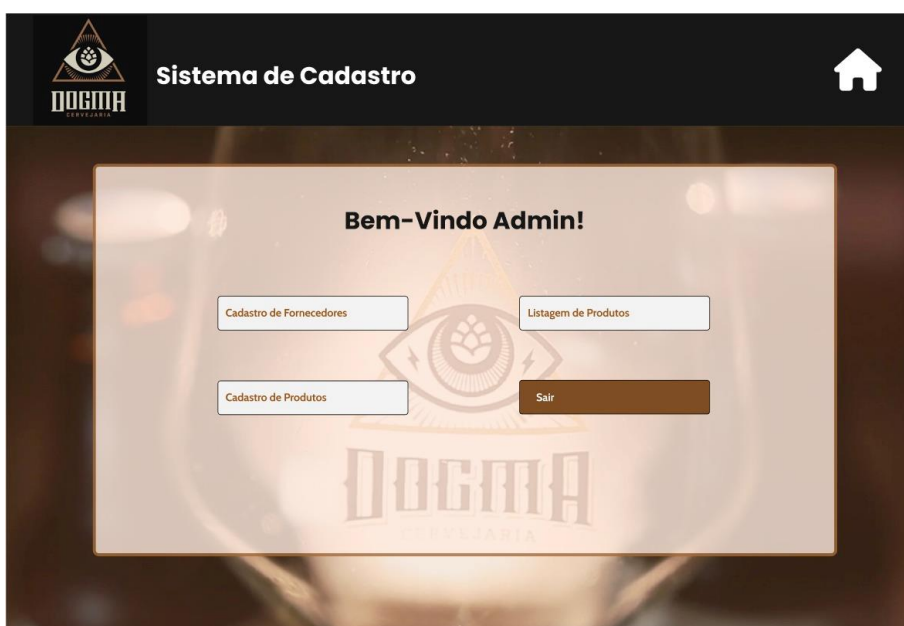 DOGMA
CERVEJARIA
Sistema de Cadastro
Bem-Vindo Admin!
Cadastro de Fornecedores
Listagem de Produtos
Cadastro de Produtos
Sair
DOGMA
CERVEJARIA